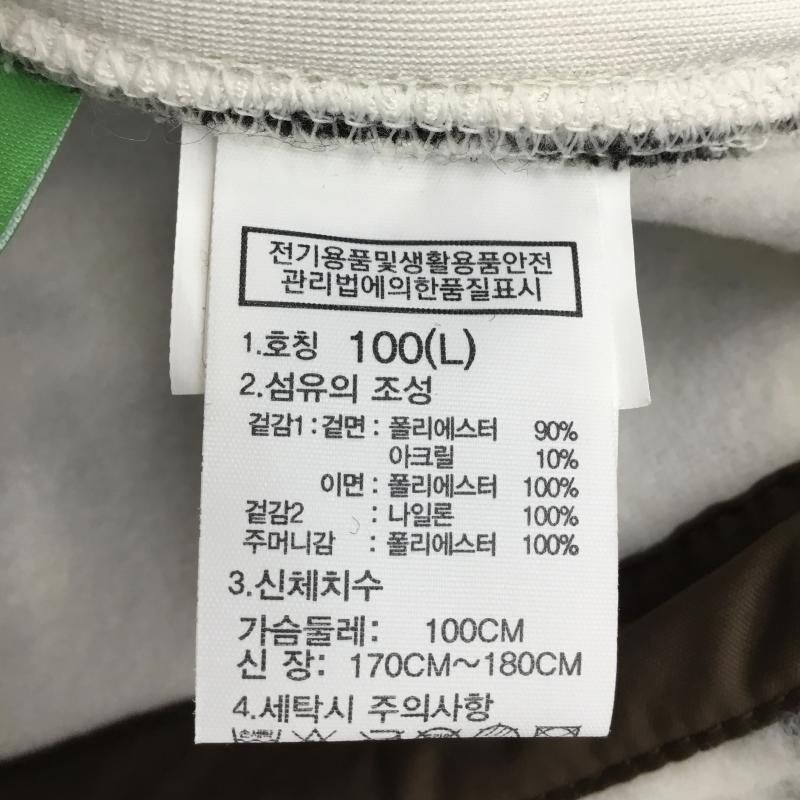 전기용품및생활용품안전
관리법에의한품질표시
1.호칭 100(L)
2.섬유의 조성
겉감1 : 겉면 : 폴리에스터 90%
아크릴 10%
이면 : 폴리에스터 100%
겉감2 : 나일론 100%
주머니감 : 폴리에스터 100%
3.신체치수
가슴둘레: 100CM
신 장: 170CM~180CM
4.세탁시 주의사항
손세탁